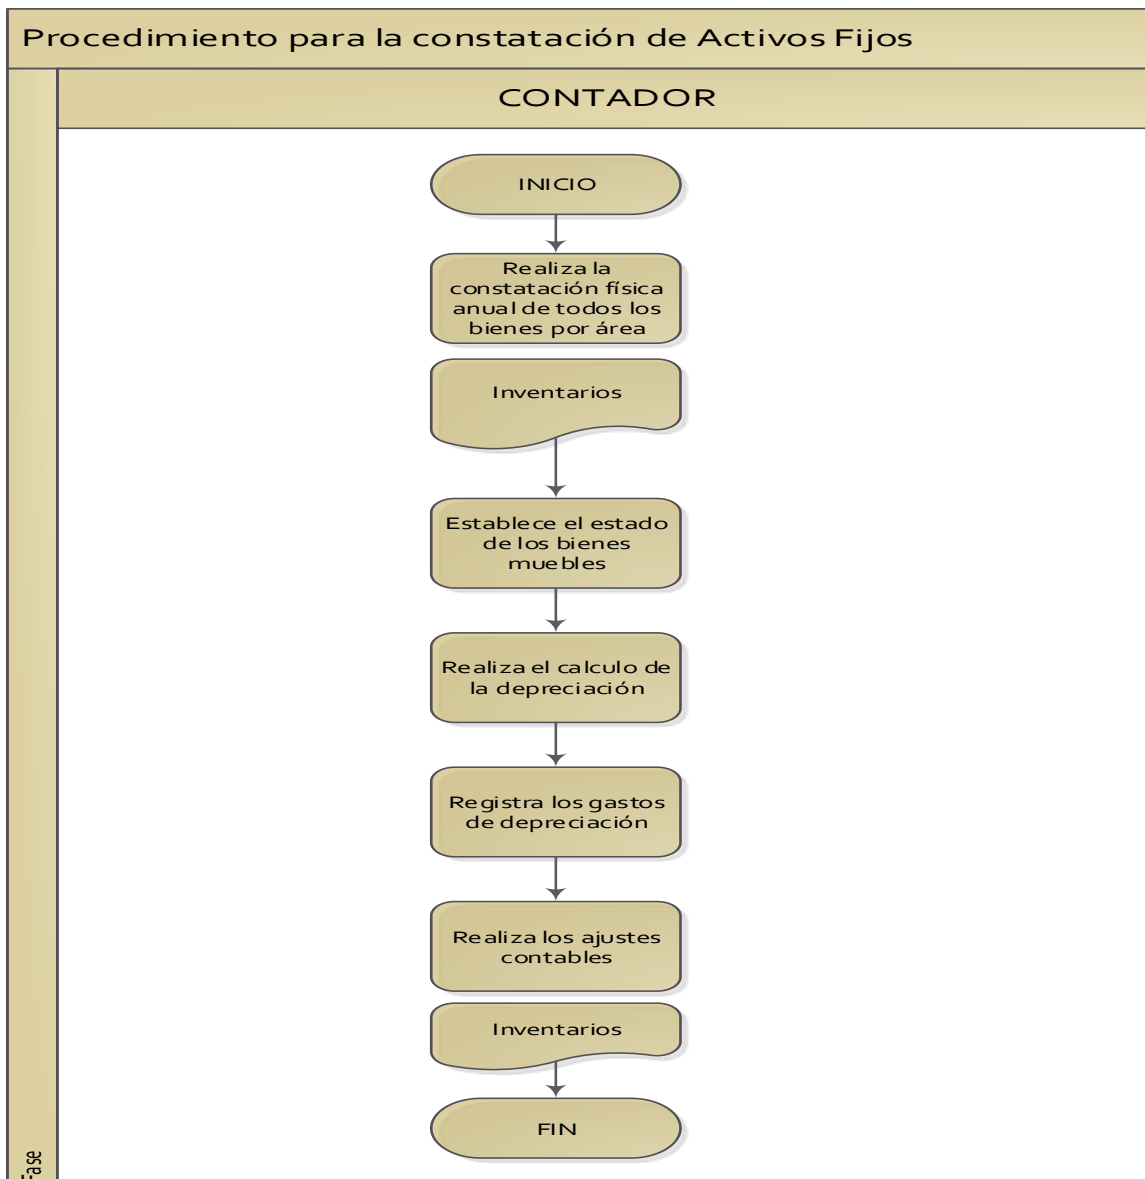 Procedimiento para la constatación de Activos Fijos
CONTADOR
INICIO
Realiza la
constatación física
anual de todos los
bienes por área
Inventarios
Establece el estado
de los bienes
muebles
Realiza el calculo de
la depreciación
Registra los gastos
de depreciación
Realiza los ajustes
contables
Inventarios
FIN
Fase